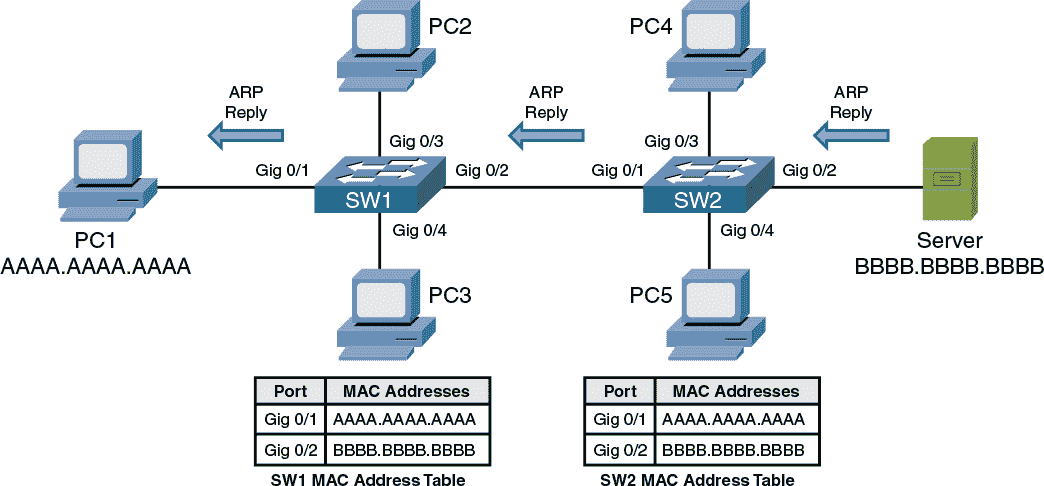 PC2
PC4
ARP
Reply
ARP
Reply
ARP
Reply
Gig 0/3
Gig 0/3
Gig 0/1
Gig 0/2
Gig 0/1
Gig 0/2
SW1
SW2
Gig 0/4
Gig 0/4
PC1
AAAA.AAAA.AAAA
Server
BBBB.BBBB.BBBB
PC3
PC5
Port MAC Addresses
Gig 0/1 AAAA.AAAA.AAAA
Gig 0/2 BBBB.BBBB.BBBB
SW1 MAC Address Table
Port MAC Addresses
Gig 0/1 AAAA.AAAA.AAAA
Gig 0/2 BBBB.BBBB.BBBB
SW2 MAC Address Table